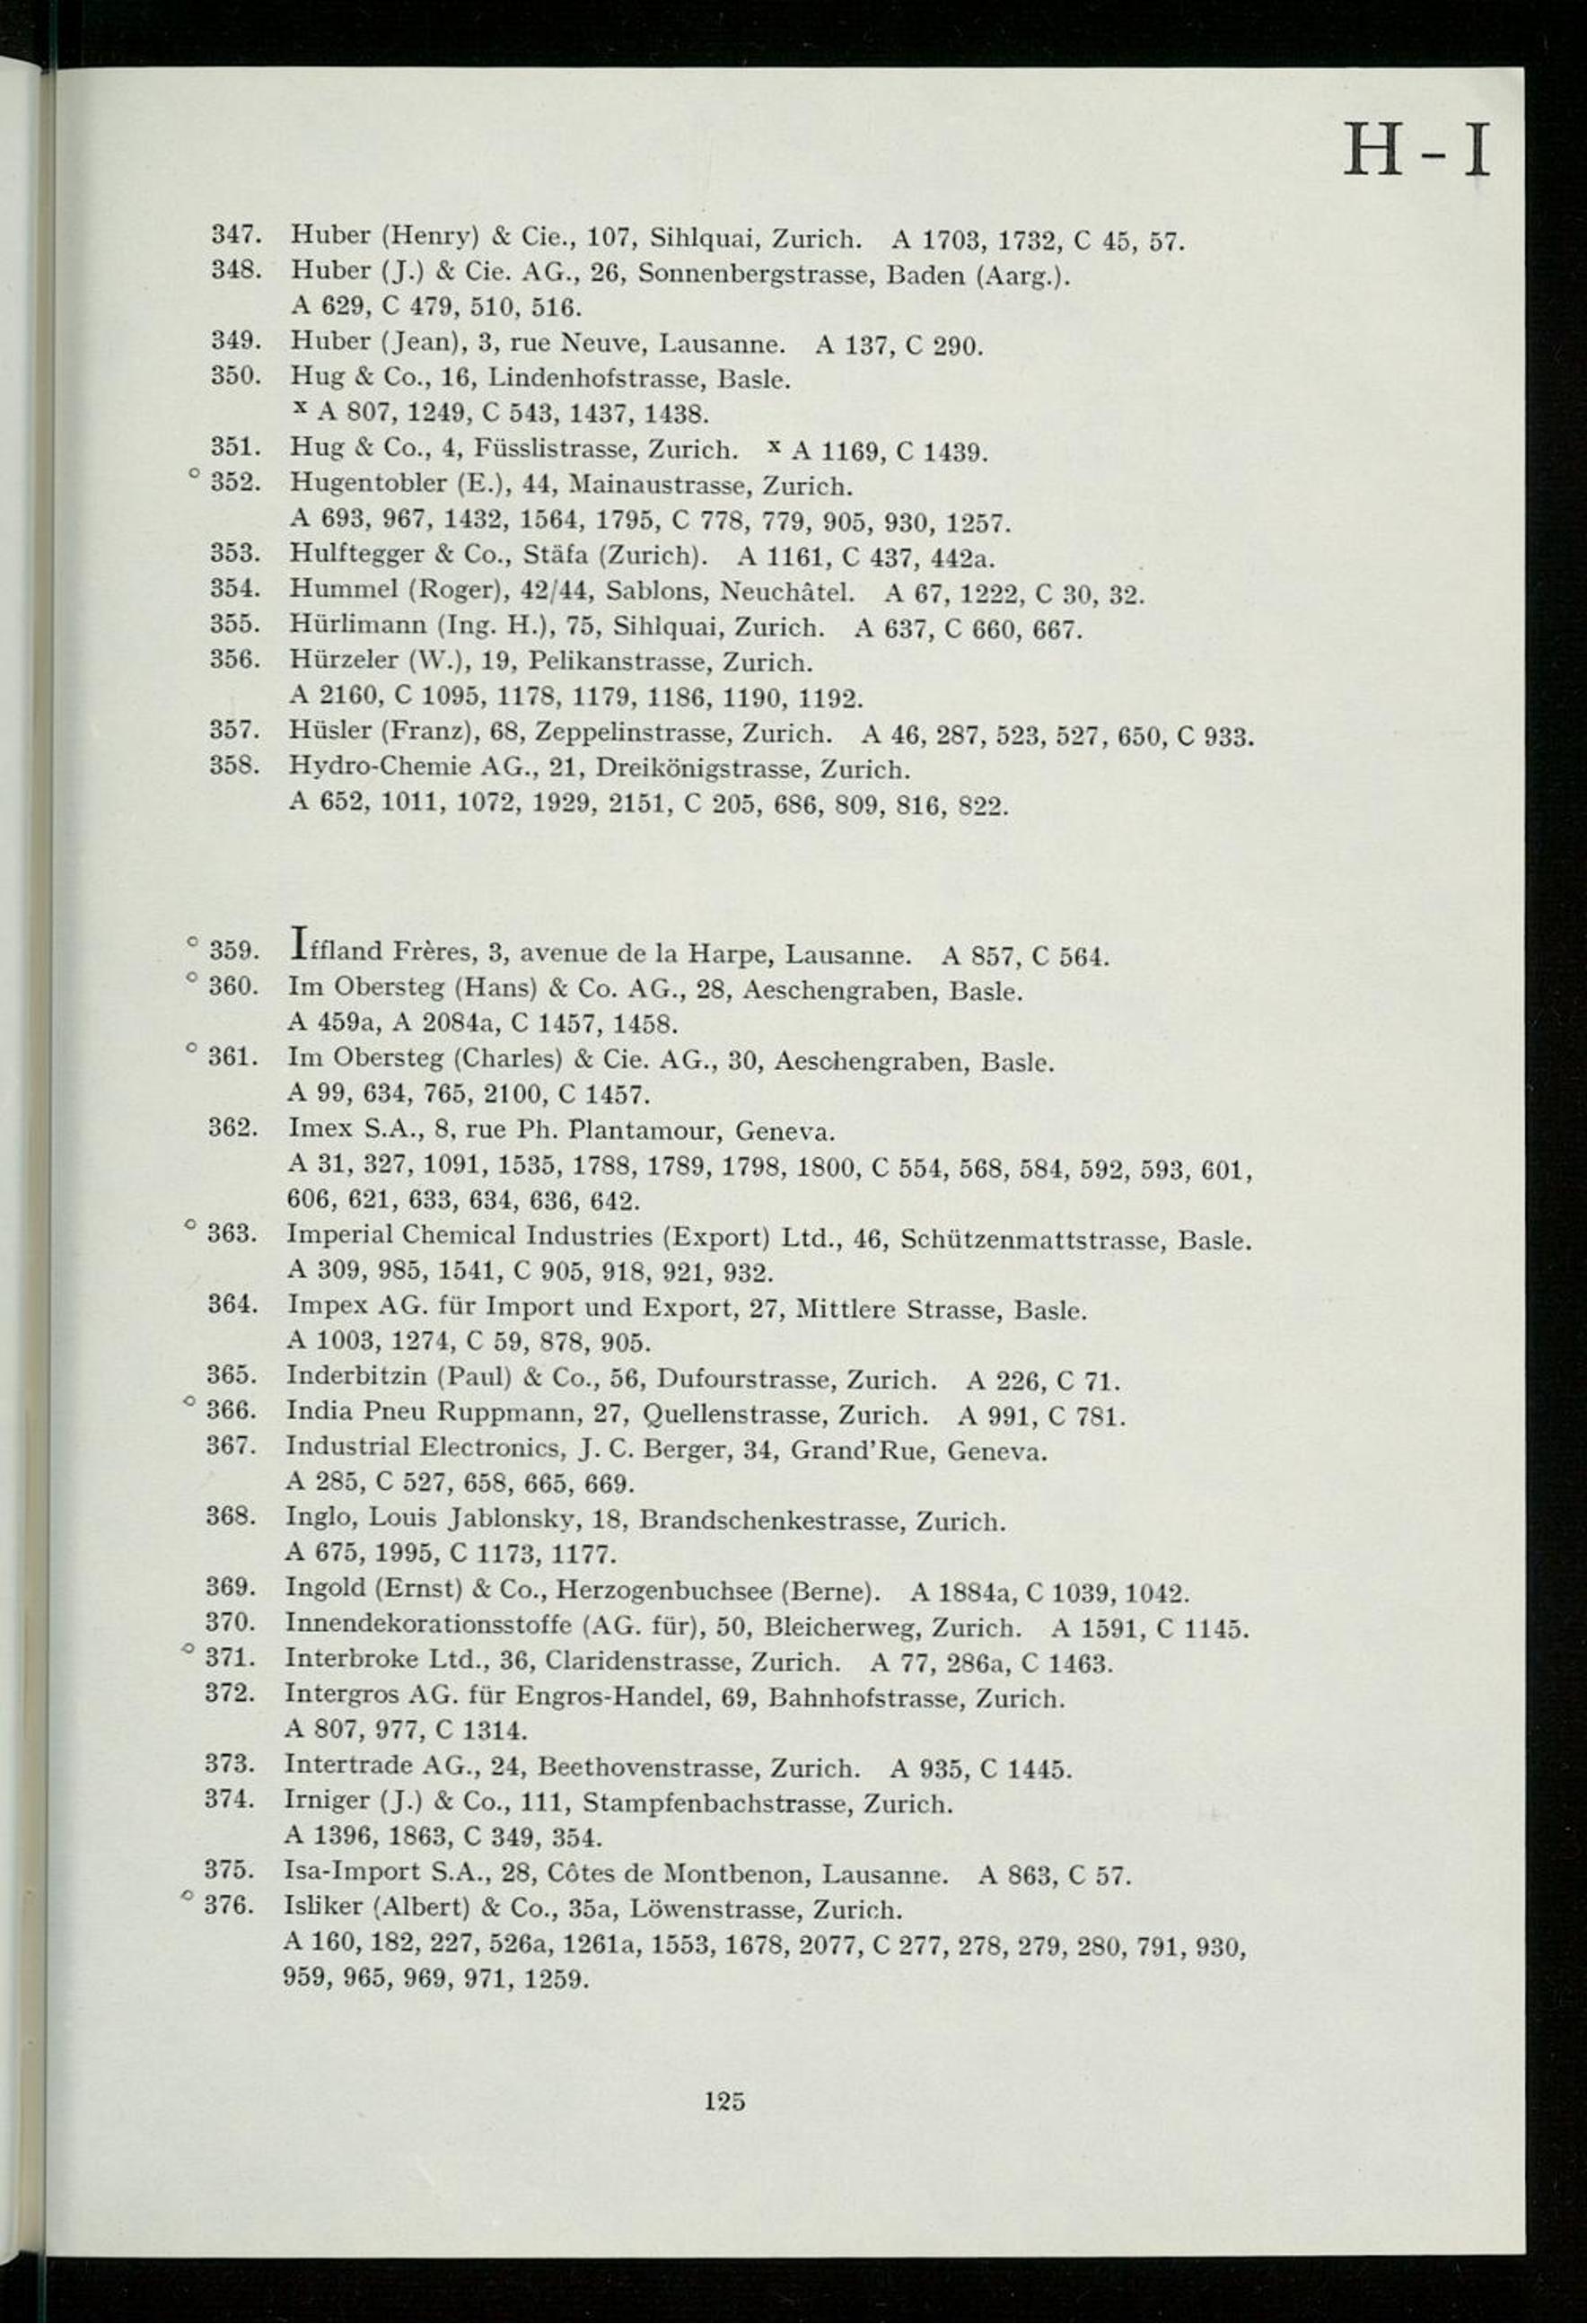 H - I
347. Huber (Henry) & Cie., 107, Sihlquai, Zurich. A 1703, 1732, C 45, 57.
348. Huber (J.) & Cie. AG., 26, Sonnenbergstrasse, Baden (Aarg.).
A 629, C 479, 510, 516.
349. Huber (Jean), 3, rue Neuve, Lausanne. A 137, C 290.
350. Hug & Co., 16, Lindenhofstrasse, Basle.
x A 807, 1249, C 543, 1437, 1438.
351. Hug & Co., 4, Füsslistrasse, Zurich. x A 1169, C 1439.
° 352. Hugentobler (E.), 44, Mainaustrasse, Zurich.
A 693, 967, 1432, 1564, 1795, C 778, 779, 905, 930, 1257.
353. Hulftegger & Co., Stäfa (Zurich). A 1161, C 437, 442a.
354. Hummel (Roger), 42/44, Sablons, Neuchâtel. A 67, 1222, C 30, 32.
355. Hürlimann (Ing. H.), 75, Sihlquai, Zurich. A 637, C 660, 667.
356. Hürzeler (W.), 19, Pelikanstrasse, Zurich.
A 2160, C 1095, 1178, 1179, 1186, 1190, 1192.
357. Hüsler (Franz), 68, Zeppelinstrasse, Zurich. A 46, 287, 523, 527, 650, C 933.
358. Hydro-Chemie AG., 21, Dreikönigstrasse, Zurich.
A 652, 1011, 1072, 1929, 2151, C 205, 686, 809, 816, 822.
° 359. Iffland Frères, 3, avenue de la Harpe, Lausanne. A 857, C 564.
° 360. Im Obersteg (Hans) & Co. AG., 28, Aeschengraben, Basle.
A 459a, A 2084a, C 1457, 1458.
° 361. Im Obersteg (Charles) & Cie. AG., 30, Aeschengraben, Basle.
A 99, 634, 765, 2100, C 1457.
362. Imex S.A., 8, rue Ph. Plantamour, Geneva.
A 31, 327, 1091, 1535, 1788, 1789, 1798, 1800, C 554, 568, 584, 592, 593, 601,
606, 621, 633, 634, 636, 642.
° 363. Imperial Chemical Industries (Export) Ltd., 46, Schützenmattstrasse, Basle.
A 309, 985, 1541, C 905, 918, 921, 932.
364. Impex AG. für Import und Export, 27, Mittlere Strasse, Basle.
A 1003, 1274, C 59, 878, 905.
365. Inderbitzin (Paul) & Co., 56, Dufourstrasse, Zurich. A 226, C 71.
° 366. India Pneu Ruppmann, 27, Quellenstrasse, Zurich. A 991, C 781.
367. Industrial Electronics, J. C. Berger, 34, Grand'Rue, Geneva.
A 285, C 527, 658, 665, 669.
368. Inglo, Louis Jablonsky, 18, Brandschenkestrasse, Zurich.
A 675, 1995, C 1173, 1177.
369. Ingold (Ernst) & Co., Herzogenbuchsee (Berne). A 1884a, C 1039, 1042.
370. Innendekorationsstoffe (AG. für), 50, Bleicherweg, Zurich. A 1591, C 1145.
° 371. Interbroke Ltd., 36, Claridenstrasse, Zurich. A 77, 286a, C 1463.
372. Intergros AG. für Engros-Handel, 69, Bahnhofstrasse, Zurich.
A 807, 977, C 1314.
373. Intertrade AG., 24, Beethovenstrasse, Zurich. A 935, C 1445.
374. Irniger (J.) & Co., 111, Stampfenbachstrasse, Zurich.
A 1396, 1863, C 349, 354.
375. Isa-Import S.A., 28, Côtes de Montbenon, Lausanne. A 863, C 57.
° 376. Isliker (Albert) & Co., 35a, Löwenstrasse, Zurich.
A 160, 182, 227, 526a, 1261a, 1553, 1678, 2077, C 277, 278, 279, 280, 791, 930,
959, 965, 969, 971, 1259.
125